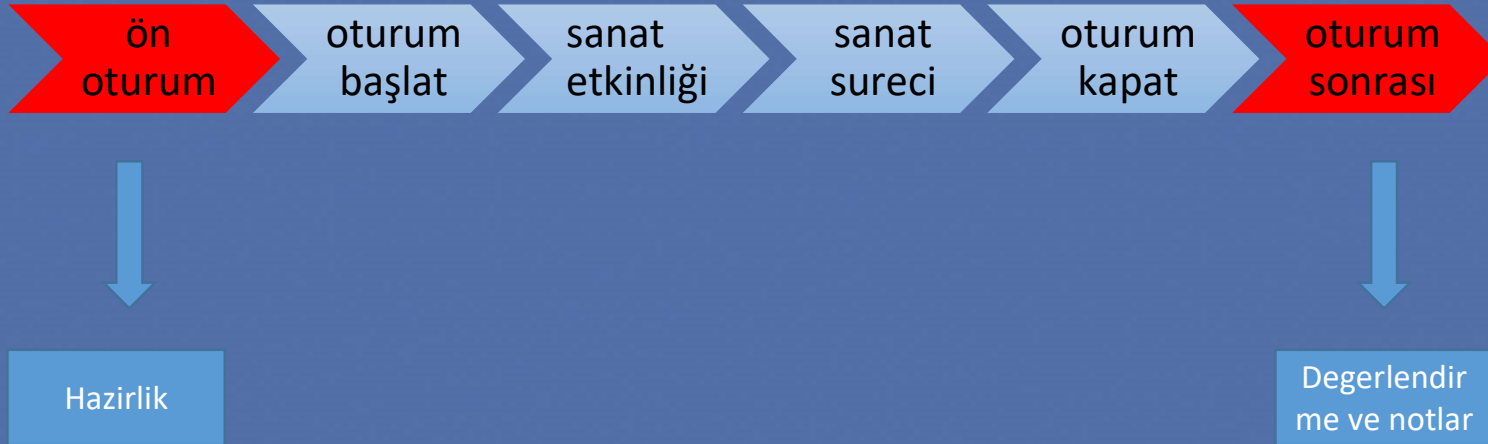 ön
oturum
oturum
başlat
sanat
etkinliği
sanat
sureci
oturum
kapat
oturum
sonrası
Hazirlik
Degerlendir
me ve notlar